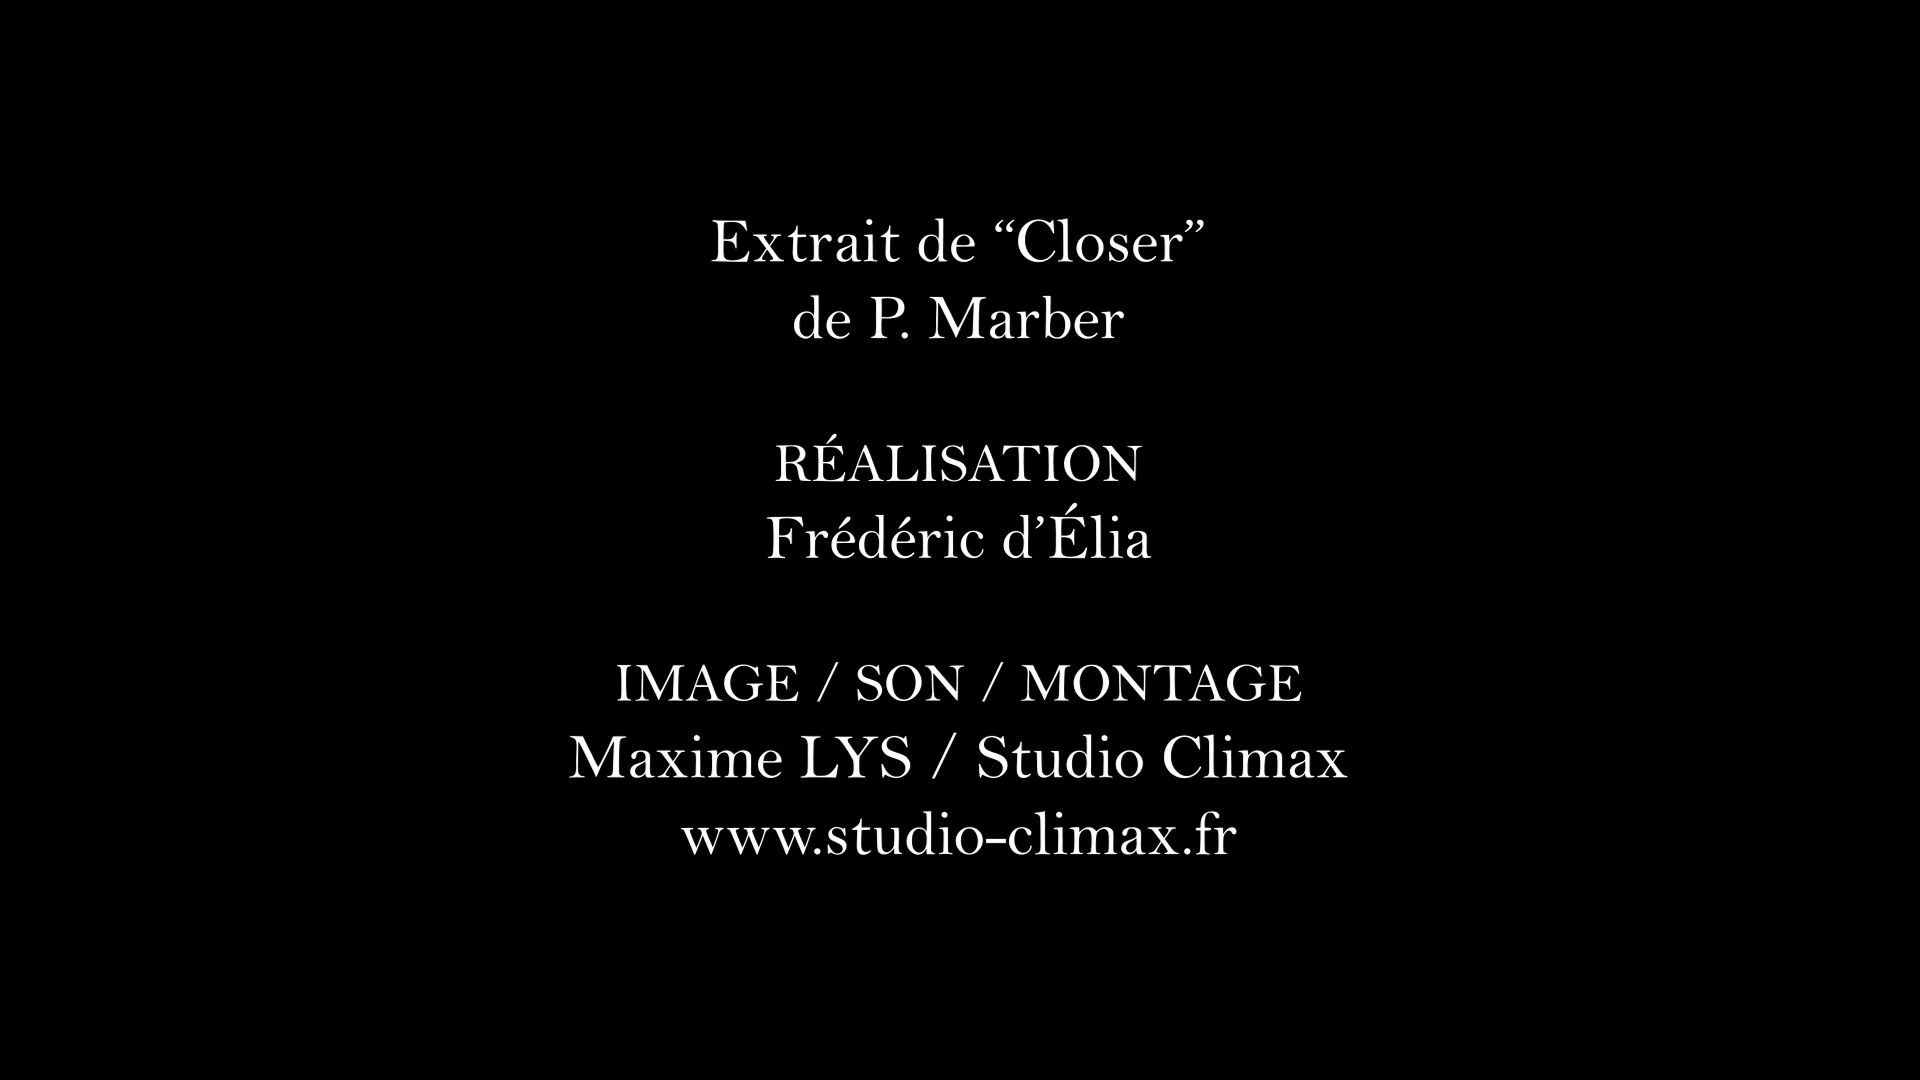 Extrait de “Closer”
de P. Marber
RÉALISATION
Frédéric d’Élia
IMAGE / SON / MONTAGE
Maxime LYS / Studio Climax
www.studio-climax.fr